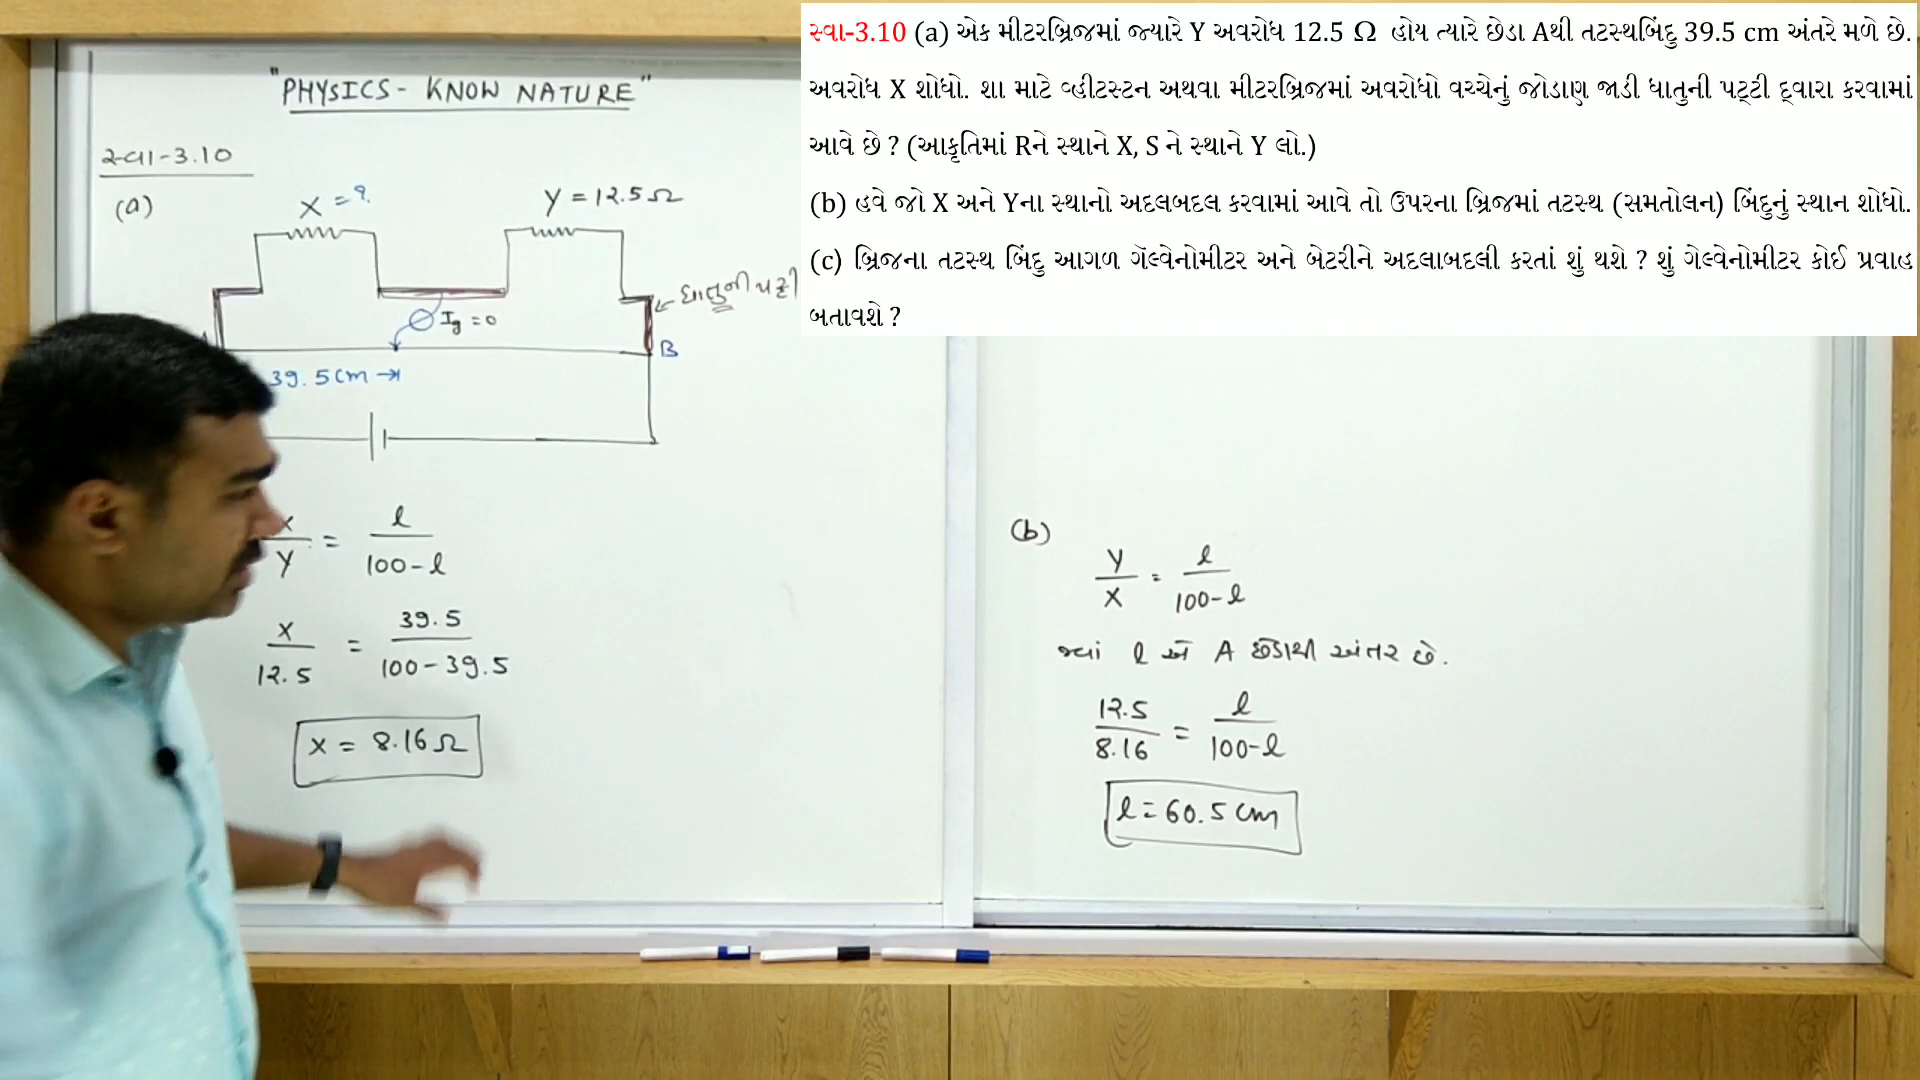 સ્વા-3.10 (a) એક મીટરબ્રિજમાં જ્યારે Y અવરોધ 12.5 Ω હોય ત્યારે છેડા Aથી તટસ્થબિંદુ 39.5 cm અંતરે મળે છે.
અવરોધ X શોધો. શા માટે વ્હીટસ્ટન અથવા મીટરબ્રિજમાં અવરોધો વચ્ચેનું જોડાણ જાડી ધાતુની પટ્ટી દ્વારા કરવામાં
આવે છે ? (આકૃતિમાં Rને સ્થાને X, S ને સ્થાને Y લો.)
(b) હવે જો X અને Yના સ્થાનો અદલબદલ કરવામાં આવે તો ઉપરના બ્રિજમાં તટસ્થ (સમતોલન) બિંદુનું સ્થાન શોધો.
(c) બ્રિજના તટસ્થ બિંદુ આગળ ગૅલ્વેનોમીટર અને બેટરીને અદલાબદલી કરતાં શું થશે ? શું ગેલ્વેનોમીટર કોઈ પ્રવાહ
બતાવશે ?
"PHYSICS - KNOW NATURE"
સ્વા-3.10
(a)
X = ?
Y = 12.5 Ω
ધાતુની પટ્ટી
Ig = 0
B
39.5 cm →
X/Y = l/100-l
X/12.5 = 39.5/100-39.5
x = 8.16 Ω
(b)
Y/X = l/100-l
જ્યાં l એ A છેડાથી અંતર છે.
12.5/8.16 = l/100-l
l = 60.5 cm